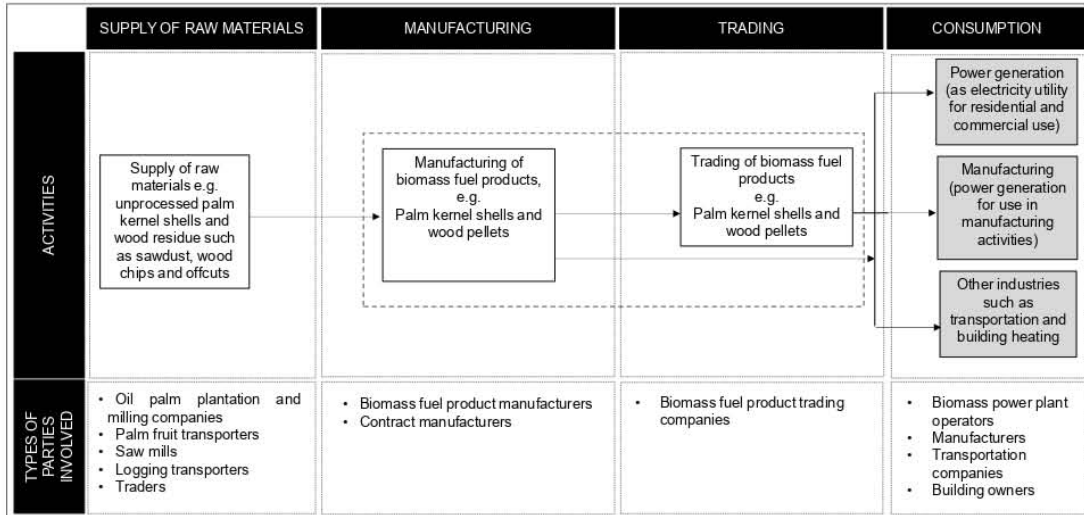 SUPPLY OF RAW MATERIALS
MANUFACTURING
TRADING
CONSUMPTION
ACTIVITIES
Supply of raw
materials e.g.
unprocessed palm
kernel shells and
wood residue such
as sawdust, wood
chips and offcuts
Manufacturing of
biomass fuel products,
e.g.
Palm kernel shells and
wood pellets
Trading of biomass fuel
products
e.g.
Palm kernel shells and
wood pellets
Power generation
(as electricity utility
for residential and
commercial use)
Manufacturing
(power generation
for use in
manufacturing
activities)
Other industries
such as
transportation and
building heating
TYPES OF
PARTIES
INVOLVED
• Oil palm plantation and
milling companies
• Palm fruit transporters
• Saw mills
• Logging transporters
• Traders
• Biomass fuel product manufacturers
• Contract manufacturers
• Biomass fuel product trading
companies
• Biomass power plant
operators
• Manufacturers
• Transportation
companies
• Building owners